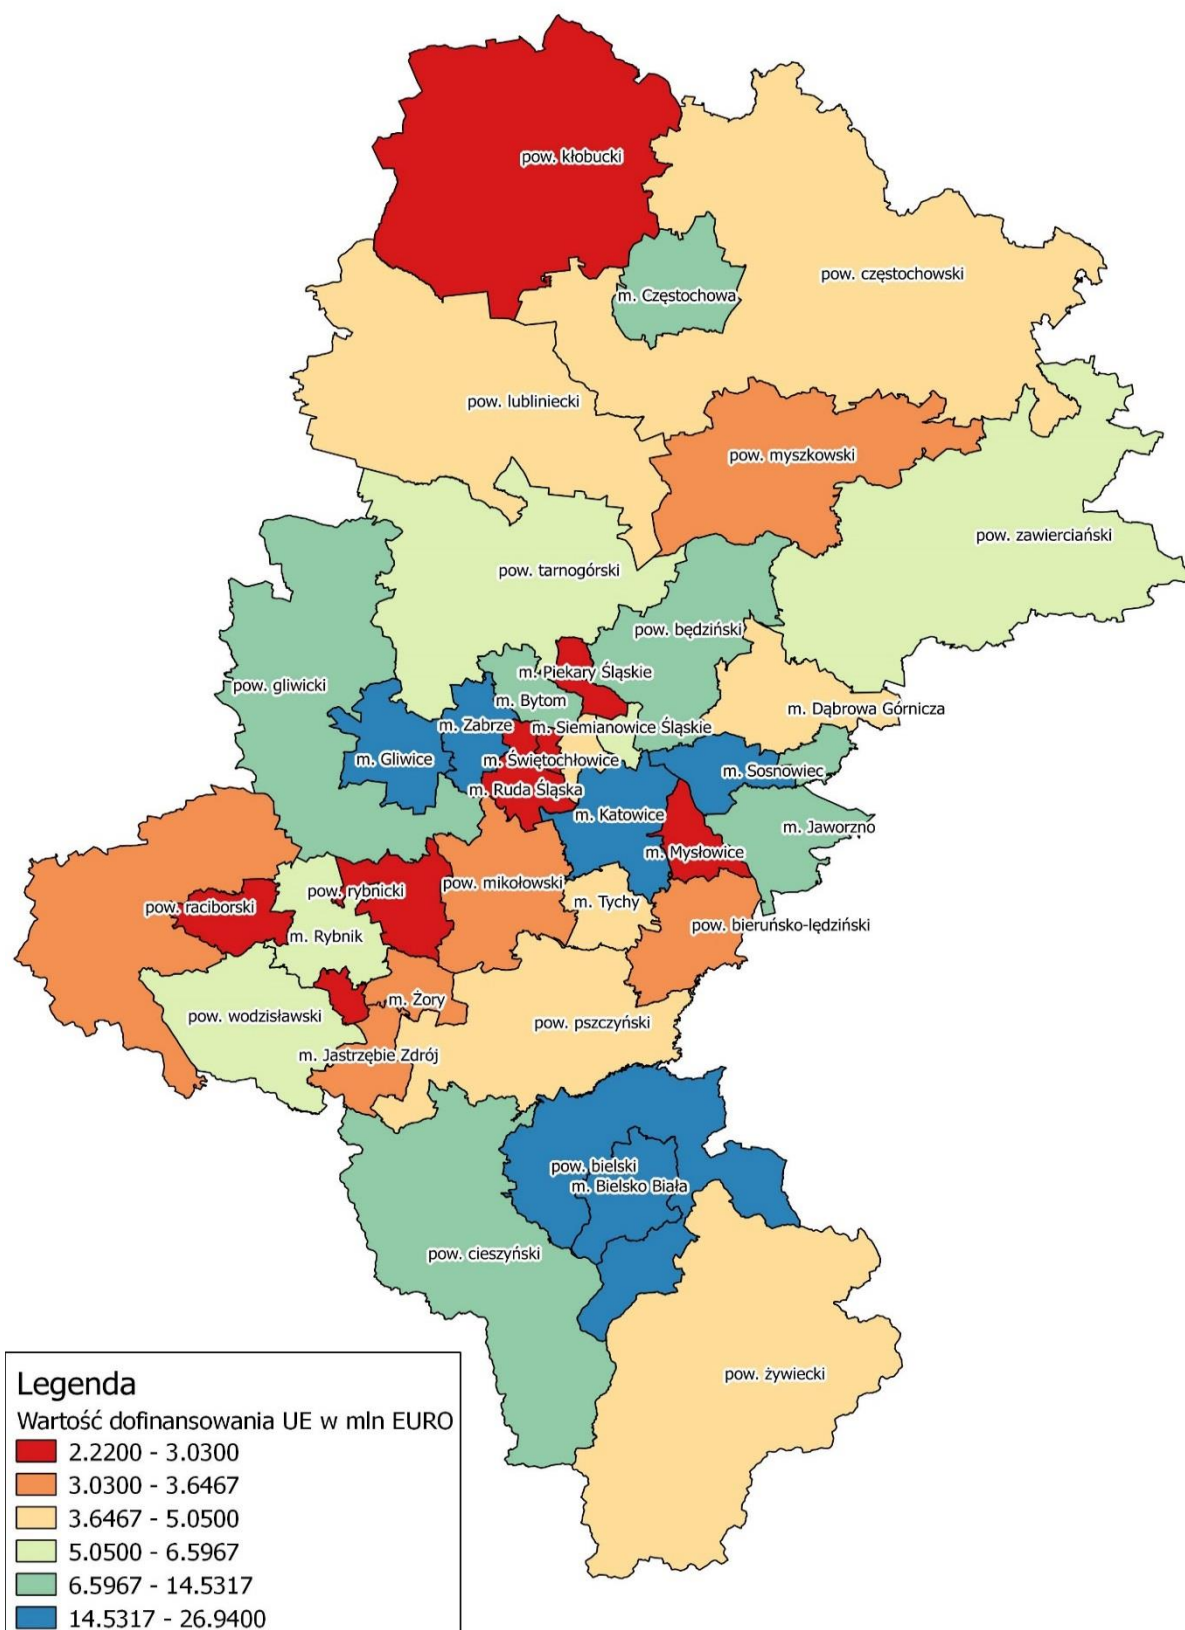 pow. kłobucki
pow. częstochowski
m. Częstochowa
pow. lubliniecki
pow. myszkowski
pow. zawierciański
pow. tarnogórski
pow. będziński
pow. gliwicki
m. Piekary Śląskie
m. Bytom
m. Dąbrowa Górnicza
m. Zabrze
m. Siemianowice Śląskie
m. Gliwice
m. Świętochłowice
m. Sosnowiec
m. Ruda Śląska
m. Katowice
m. Jaworzno
m. Mysłowice
pow. rybnicki
pow. mikołowski
pow. raciborski
m. Tychy
pow. bieruńsko-lędziński
m. Rybnik
m. Żory
pow. wodzisławski
pow. pszczyński
m. Jastrzębie Zdrój
pow. bielski
m. Bielsko Biała
pow. cieszyński
pow. żywiecki
Legenda
Wartość dofinansowania UE w mln EURO
2.2200 - 3.0300
3.0300 - 3.6467
3.6467 - 5.0500
5.0500 - 6.5967
6.5967 - 14.5317
14.5317 - 26.9400